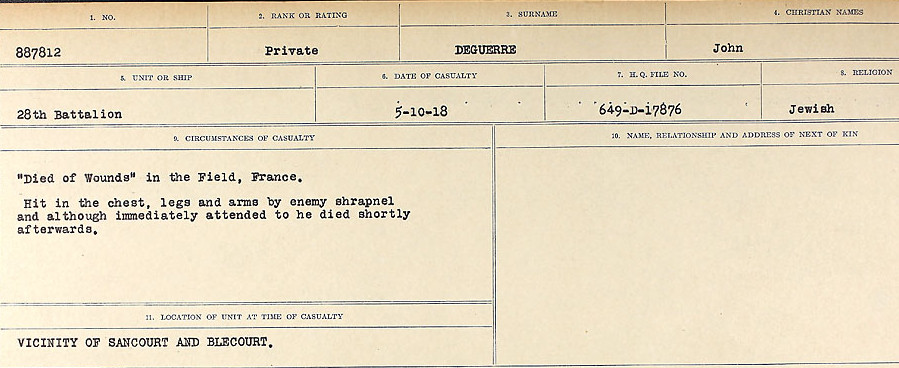 1. NO. 2. RANK OR RATING 3. SURNAME 4. CHRISTIAN NAMES
887812 Private DEGUERRE John
5. UNIT OR SHIP 6. DATE OF CASUALTY 7. H.Q. FILE NO. 8. RELIGION
28th Battalion 5-10-18 649-D-17876 Jewish
9. CIRCUMSTANCES OF CASUALTY 10. NAME, RELATIONSHIP AND ADDRESS OF NEXT OF KIN
"Died of Wounds" in the Field, France.
Hit in the chest, legs and arms by enemy shrapnel
and although immediately attended to he died shortly
afterwards.
11. LOCATION OF UNIT AT TIME OF CASUALTY
VICINITY OF SANCOURT AND BLECOURT.